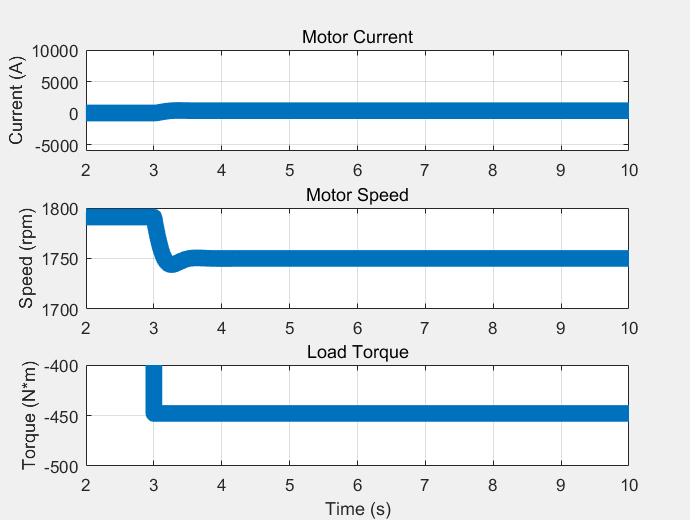 Motor Current
Current (A)
10000
5000
0
-5000
2 3 4 5 6 7 8 9 10
Motor Speed
Speed (rpm)
1800
1750
1700
2 3 4 5 6 7 8 9 10
Load Torque
Torque (N*m)
-400
-450
-500
2 3 4 5 6 7 8 9 10
Time (s)